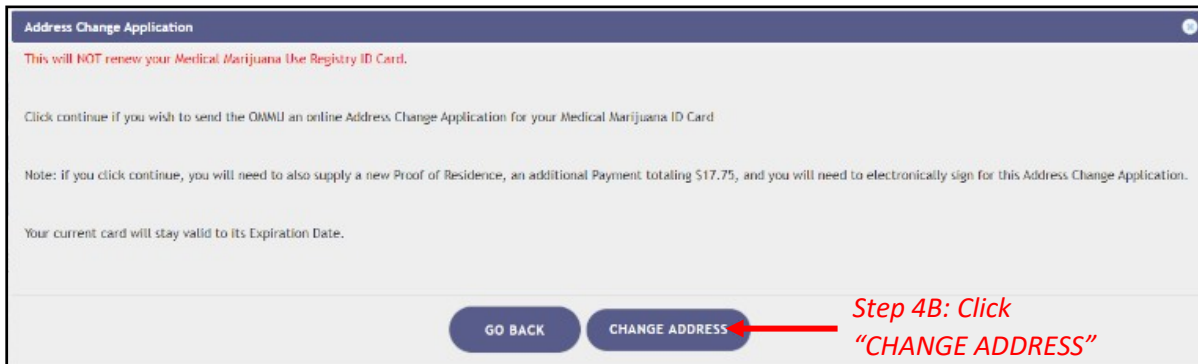 Address Change Application
This will NOT renew your Medical Marijuana Use Registry ID Card.
Click continue if you wish to send the OMMU an online Address Change Application for your Medical Marijuana ID Card
Note: if you click continue, you will need to also supply a new Proof of Residence, an additional Payment totaling $17.75, and you will need to electronically sign for this Address Change Application.
Your current card will stay valid to its Expiration Date.
GO BACK
CHANGE ADDRESS
Step 4B: Click
"CHANGE ADDRESS"